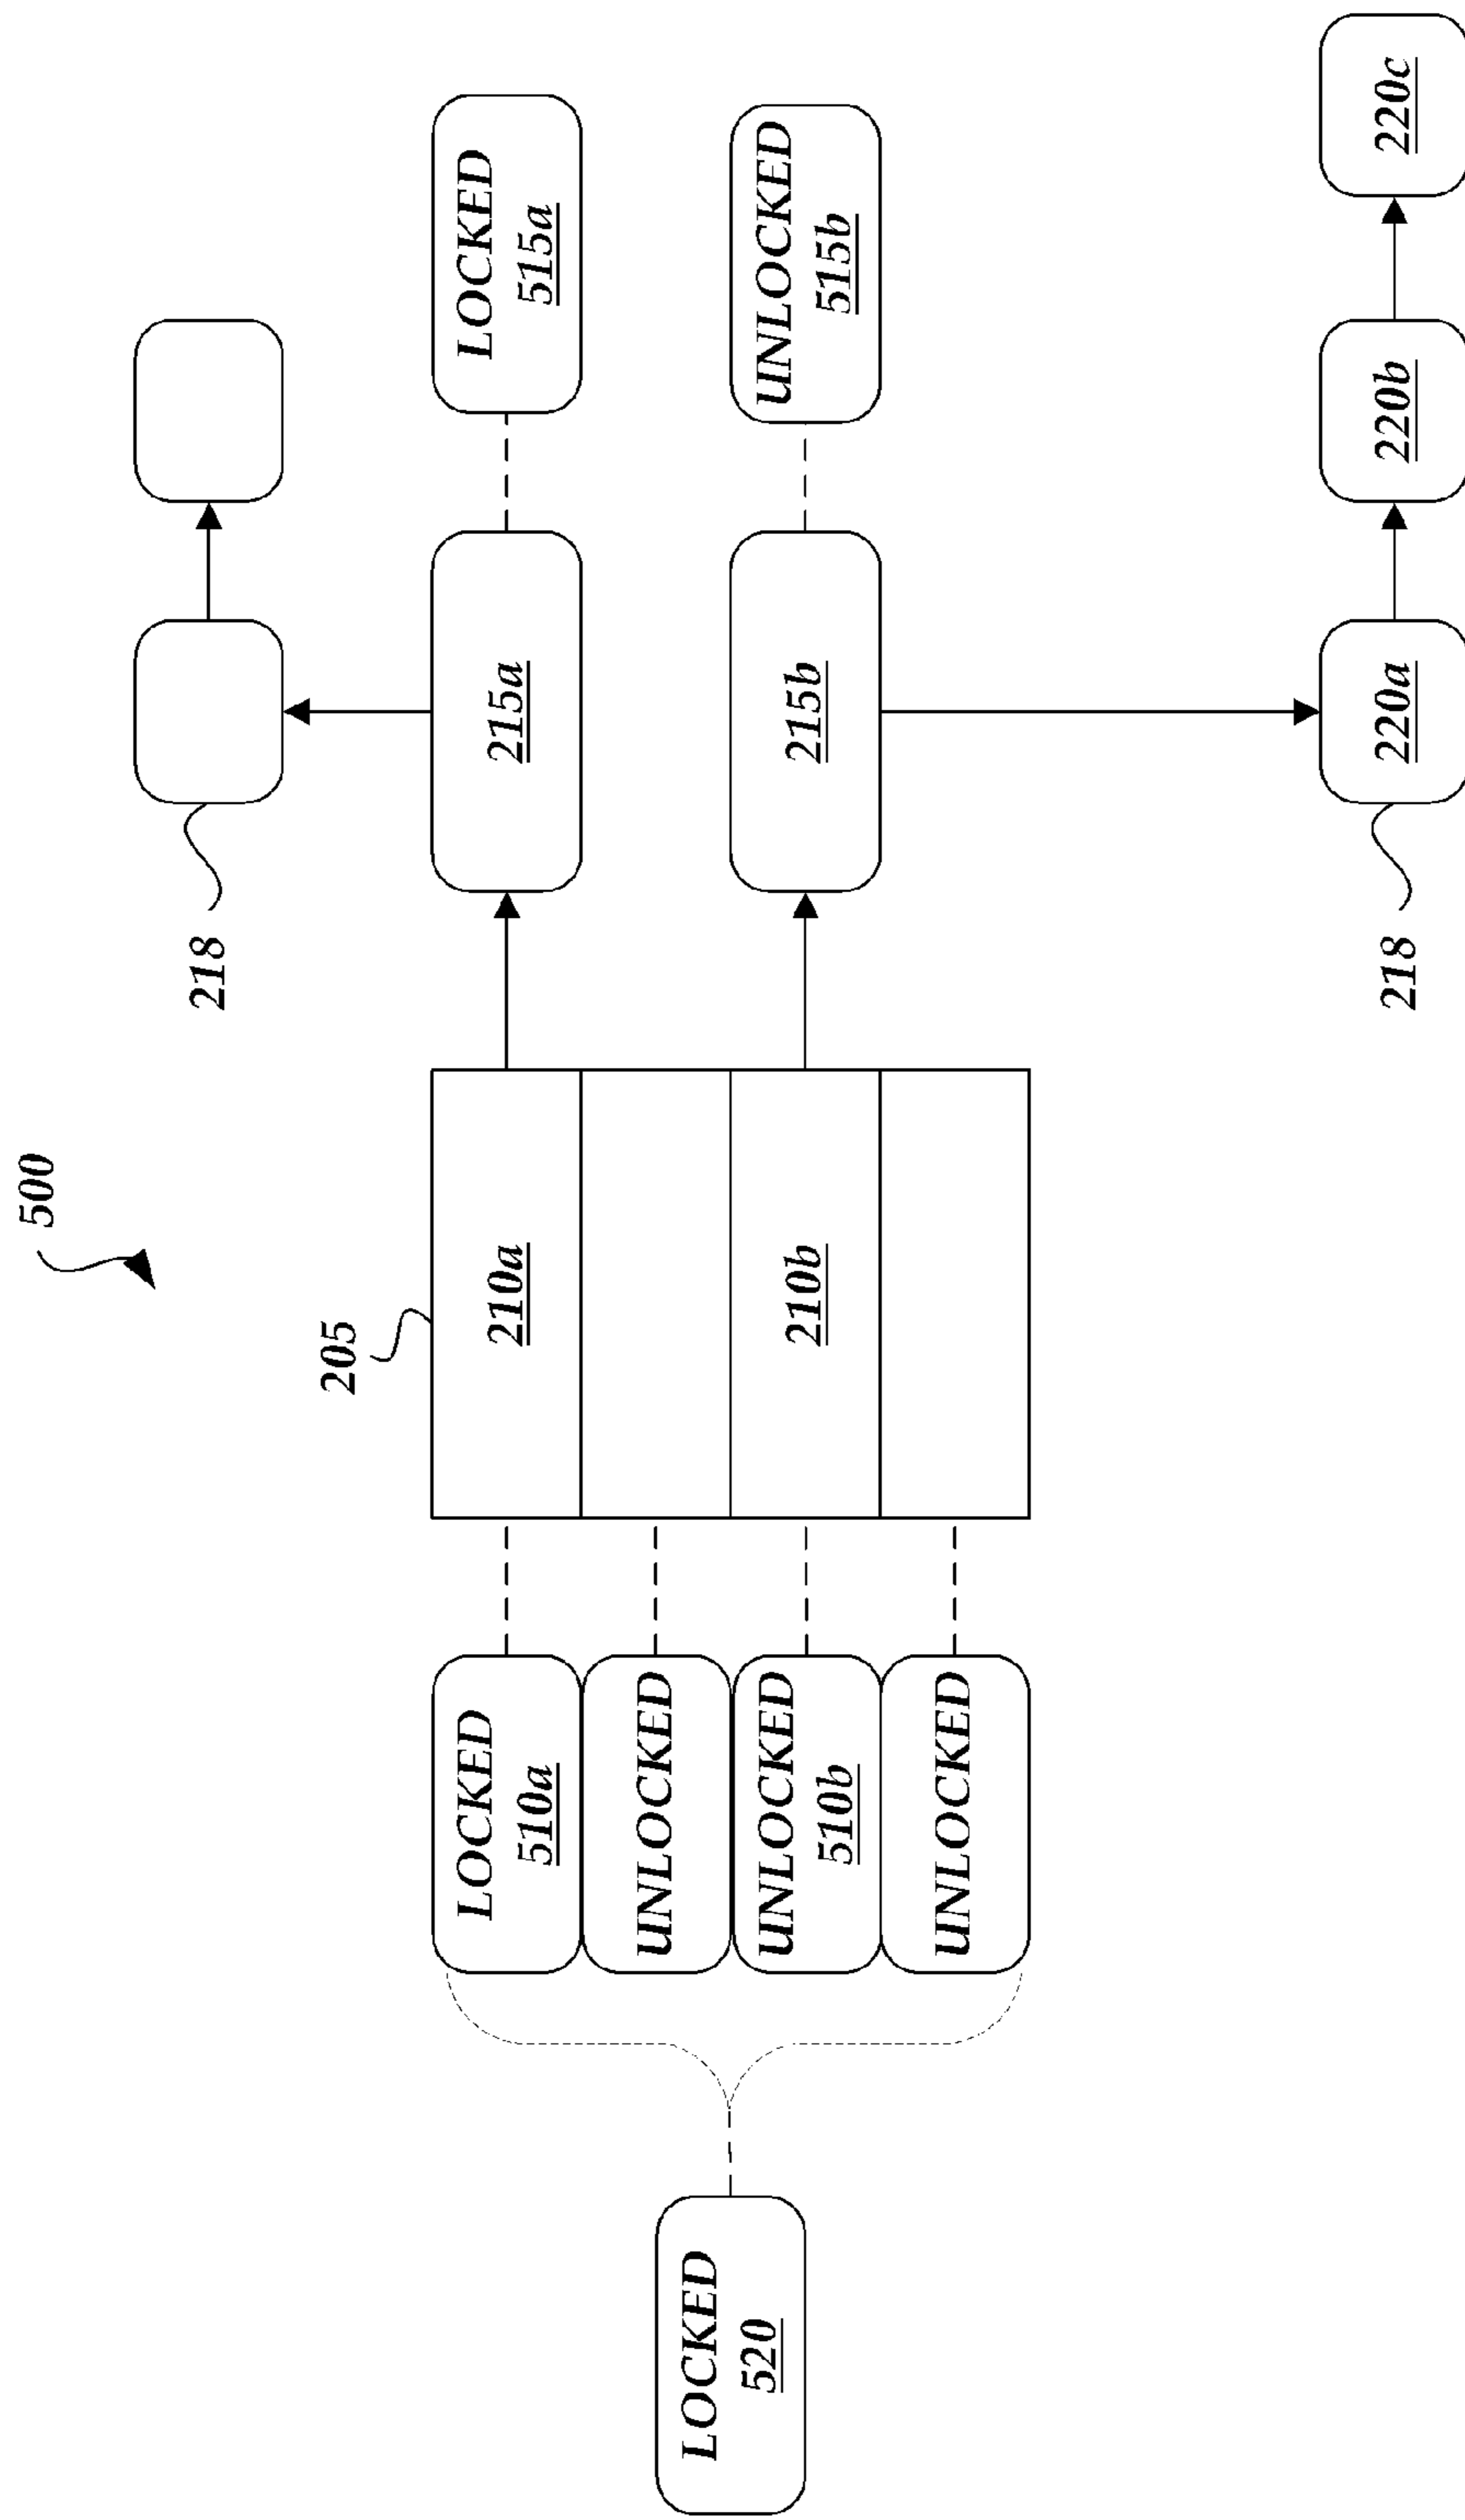 500
218
205
LOCKED
510a
210a
215a
LOCKED
515a
UNLOCKED
LOCKED
520
UNLOCKED
510b
210b
215b
UNLOCKED
515b
UNLOCKED
218
220a
220b
220c